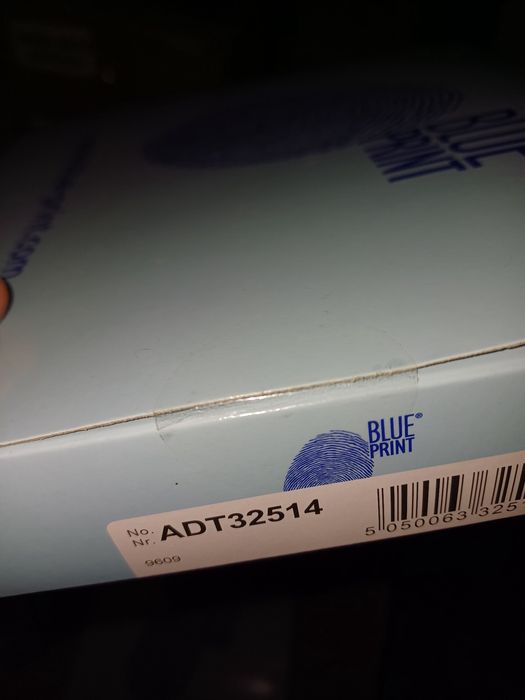 BLUE
PRINT
BLUE®
PRINT
No.
Nr. ADT32514
9609
5 050063 325